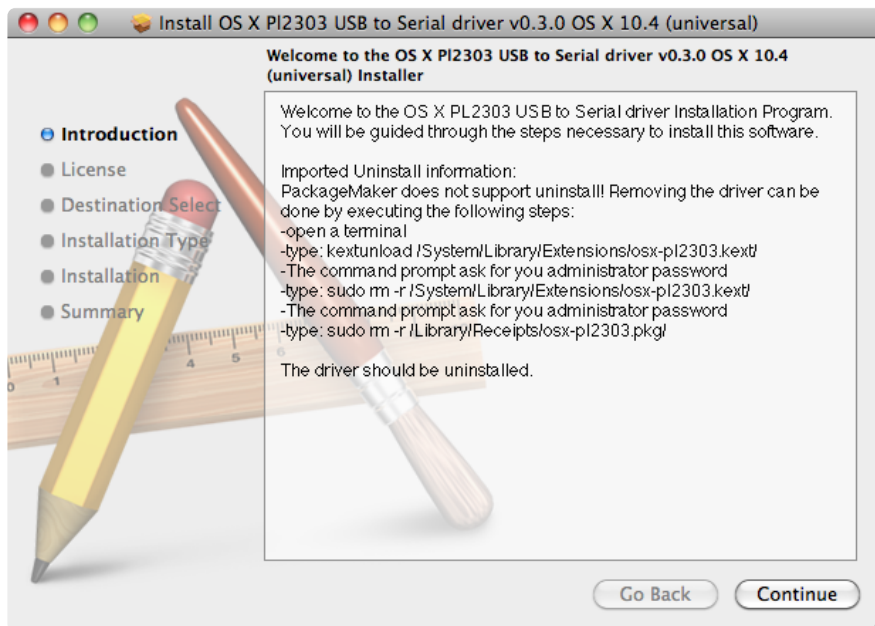 Install OS X Pl2303 USB to Serial driver v0.3.0 OS X 10.4 (universal)
Welcome to the OS X Pl2303 USB to Serial driver v0.3.0 OS X 10.4
(universal) Installer
Introduction
License
Destination Select
Installation Type
Installation
Summary
Welcome to the OS X PL2303 USB to Serial driver Installation Program.
You will be guided through the steps necessary to install this software.
Imported Uninstall information:
PackageMaker does not support uninstall! Removing the driver can be
done by executing the following steps:
-open a terminal
-type: kextunload /System/Library/Extensions/osx-pl2303.kext/
-The command prompt ask for you administrator password
-type: sudo rm -r /System/Library/Extensions/osx-pl2303.kext/
-The command prompt ask for you administrator password
-type: sudo rm -r /Library/Receipts/osx-pl2303.pkg/
The driver should be uninstalled.
0 1 4 5 6
Go Back
Continue